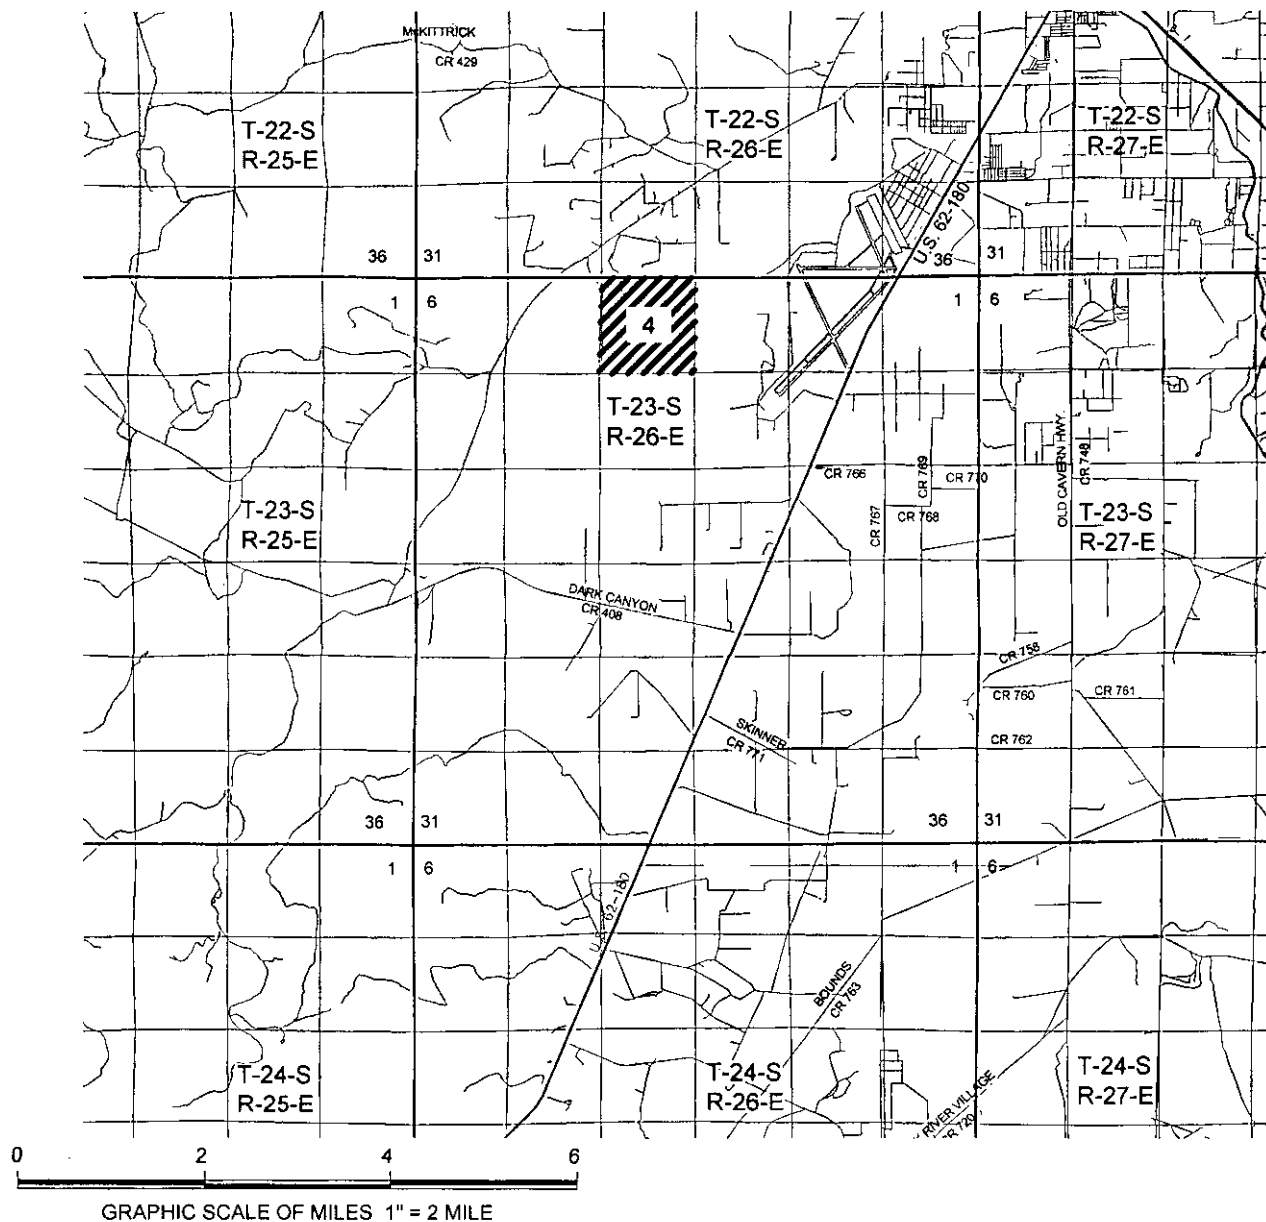 McKITTRICK
CR 429
T-22-S
R-25-E
T-22-S
R-26-E
T-22-S
R-27-E
U.S. 62-180
36 31
36 31
1 6
4
1 6
T-23-S
R-26-E
CR 766
CR 769
CR 770
OLD CAVERN HWY.
CR 748
T-23-S
R-25-E
CR 767
CR 768
T-23-S
R-27-E
DARK CANYON
CR 408
CR 758
CR 760
CR 761
SKINNER
CR 771
CR 762
36 31
36 31
1 6
1 6
U.S. 62-180
BOUNDS
CR 763
T-24-S
R-25-E
T-24-S
R-26-E
T-24-S
R-27-E
RIVER VILLAGE
CR 720
0 2 4 6
GRAPHIC SCALE OF MILES 1" = 2 MILE